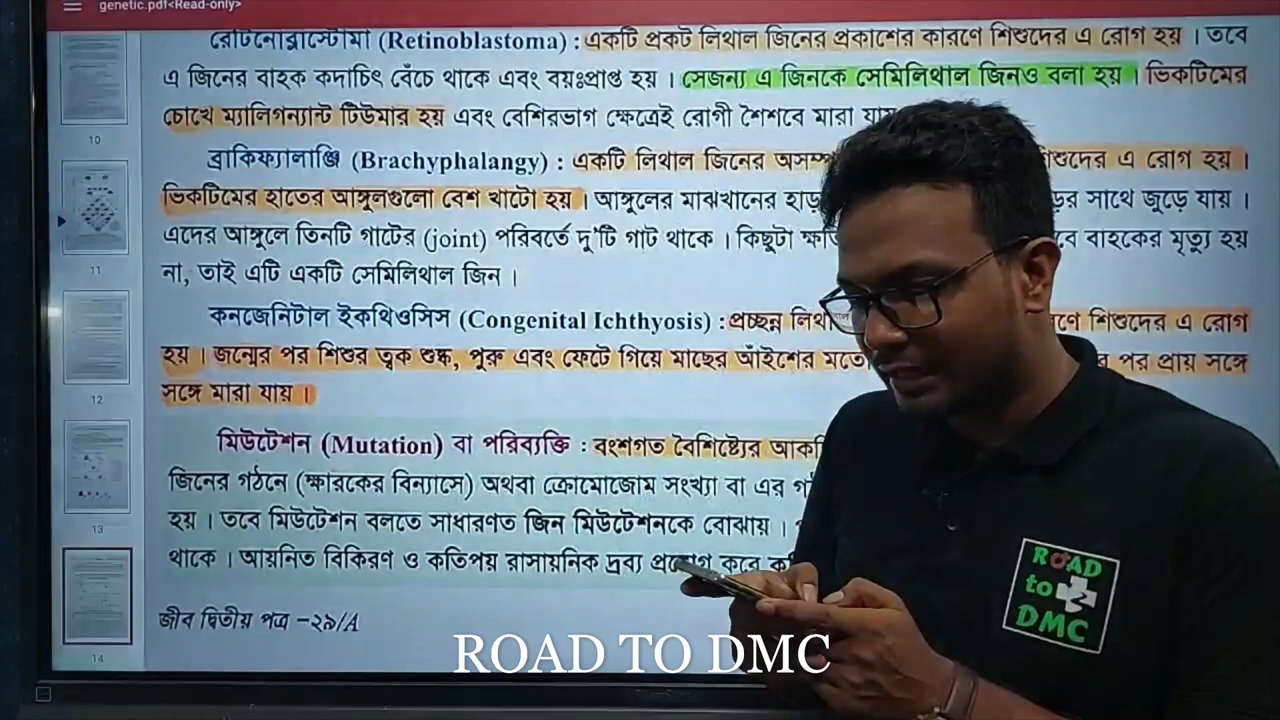 genetic.pdf<Read-only>
রেটিনোব্লাস্টোমা (Retinoblastoma) : একটি প্রকট লিথাল জিনের প্রকাশের কারণে শিশুদের এ রোগ হয় । তবে
এ জিনের বাহক কদাচিৎ বেঁচে থাকে এবং বয়ঃপ্রাপ্ত হয় । সেজন্য এ জিনকে সেমিলিথাল জিনও বলা হয় । ভিকটিমের
চোখে ম্যালিগন্যান্ট টিউমার হয় এবং বেশিরভাগ ক্ষেত্রেই রোগী শৈশবে মারা যায়
ব্রাকিফ্যালাঞ্জি (Brachyphalangy) : একটি লিথাল জিনের শিশুদের এ রোগ হয় ।
ভিকটিমের হাতের আঙ্গুলগুলো বেশ খাটো হয় । আঙ্গুলের মাঝখানের সাথে জুড়ে যায় ।
এদের আঙ্গুলে তিনটি গাটের (joint) পরিবর্তে দু'টি গাট থাকে । কিছুটা বাহকের মৃত্যু হয়
না, তাই এটি একটি সেমিলিথাল জিন ।
কনজেনিটাল ইকথিওসিস (Congenital Ichthyosis) : প্রচ্ছন্ন শিশুদের এ রোগ
হয় । জন্মের পর শিশুর ত্বক শুষ্ক, পুরু এবং ফেটে গিয়ে মাছের আঁইশের মতো পর প্রায় সঙ্গে
সঙ্গে মারা যায় ।
মিউটেশন (Mutation) বা পরিব্যক্তি : বংশগত বৈশিষ্ট্যের
জিনের গঠনে (ক্ষারকের বিন্যাসে) অথবা ক্রোমোজোম সংখ্যা বা এর
হয় । তবে মিউটেশন বলতে সাধারণত জিন মিউটেশনকে বোঝায় ।
থাকে । আয়নিত বিকিরণ ও কতিপয় রাসায়নিক দ্রব্য প্রয়োগ করে
জীব দ্বিতীয় পত্র –২৯/A
10
11
12
13
14
ROAD
to
DMC
ROAD TO DMC